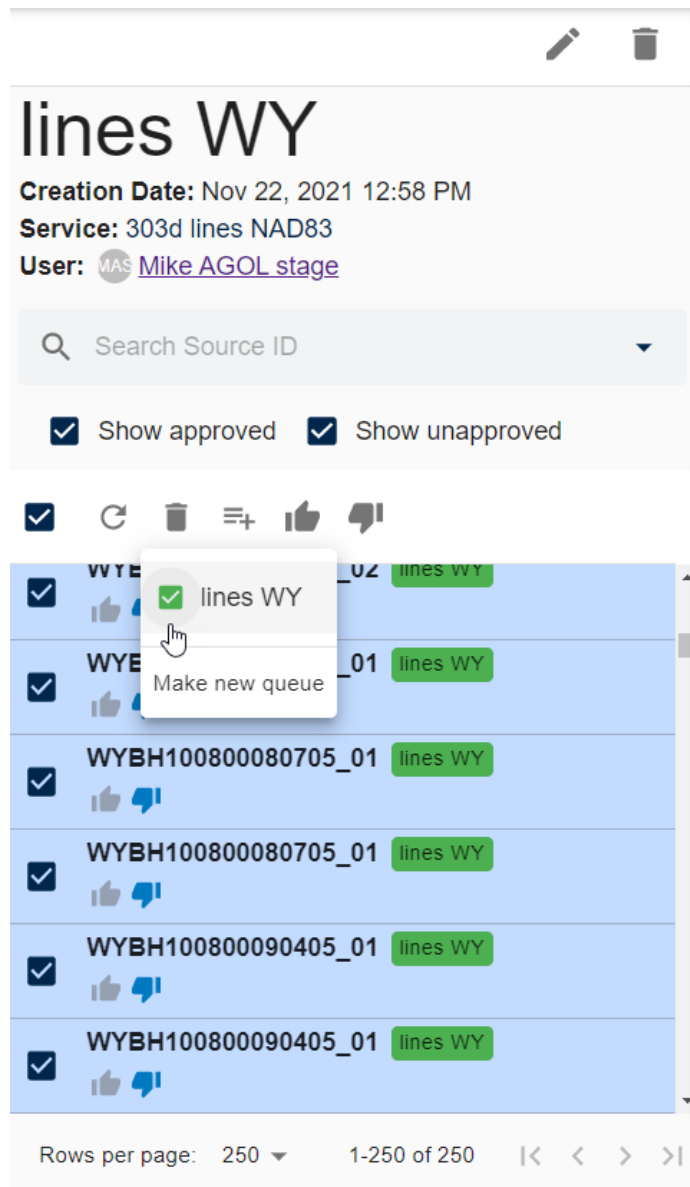 lines WY
Creation Date: Nov 22, 2021 12:58 PM
Service: 303d lines NAD83
User: MAS Mike AGOL stage
Search Source ID
Show approved Show unapproved
_02 lines WY
lines WY
_01 lines WY
Make new queue
WYBH100800080705_01 lines WY
WYBH100800080705_01 lines WY
WYBH100800090405_01 lines WY
WYBH100800090405_01 lines WY
Rows per page: 250 1-250 of 250